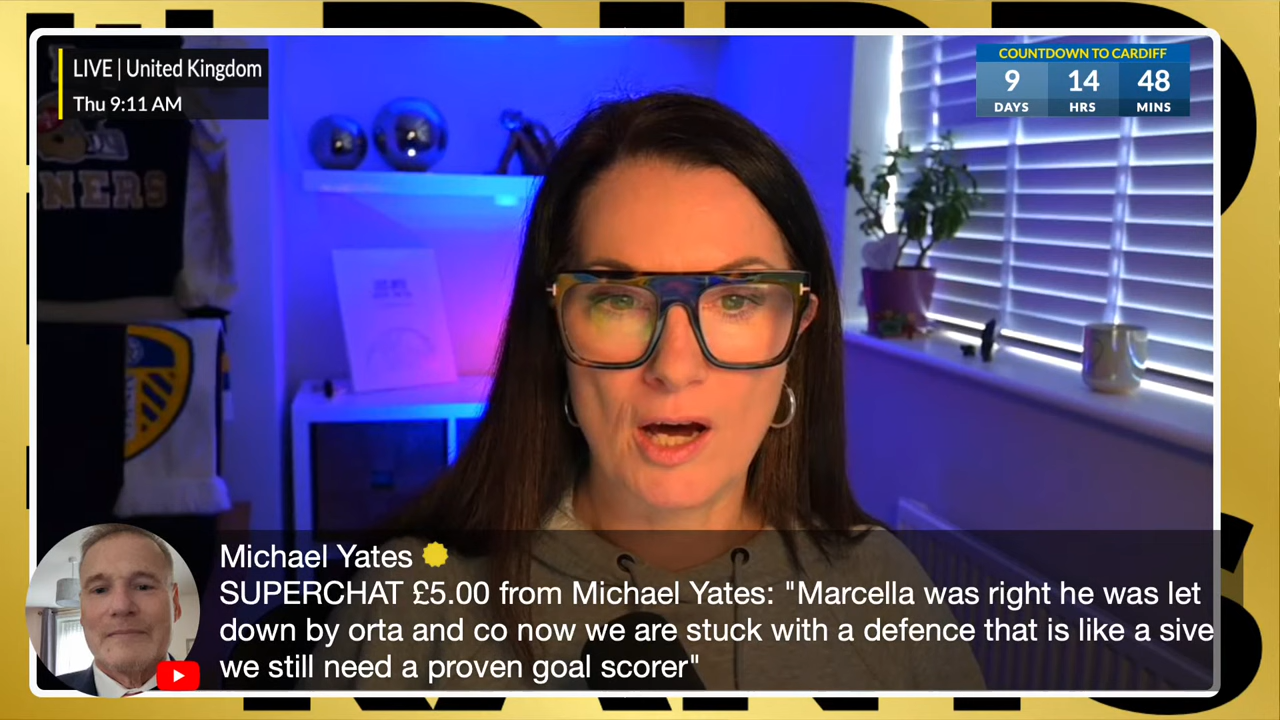 LIVE | United Kingdom
Thu 9:11 AM
COUNTDOWN TO CARDIFF
9 14 48
DAYS HRS MINS
NERS
Michael Yates
SUPERCHAT £5.00 from Michael Yates: "Marcella was right he was let
down by orta and co now we are stuck with a defence that is like a sive
we still need a proven goal scorer"